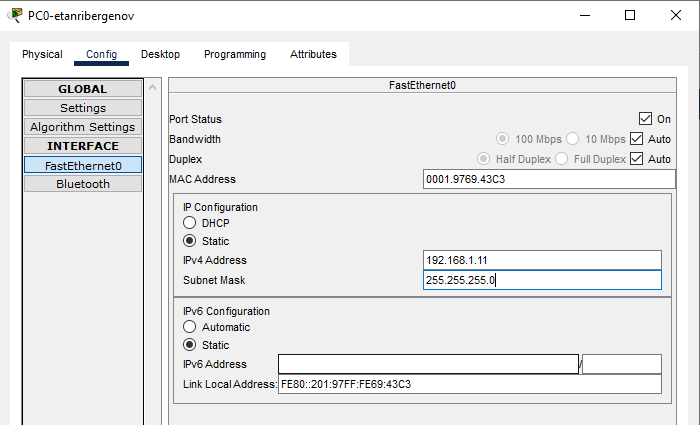 PC0-etanribergenov
Physical Config Desktop Programming Attributes
GLOBAL
Settings
Algorithm Settings
INTERFACE
FastEthernet0
Bluetooth
FastEthernet0
Port Status On
Bandwidth 100 Mbps 10 Mbps Auto
Duplex Half Duplex Full Duplex Auto
MAC Address 0001.9769.43C3
IP Configuration
DHCP
Static
IPv4 Address 192.168.1.11
Subnet Mask 255.255.255.0
IPv6 Configuration
Automatic
Static
IPv6 Address /
Link Local Address: FE80::201:97FF:FE69:43C3